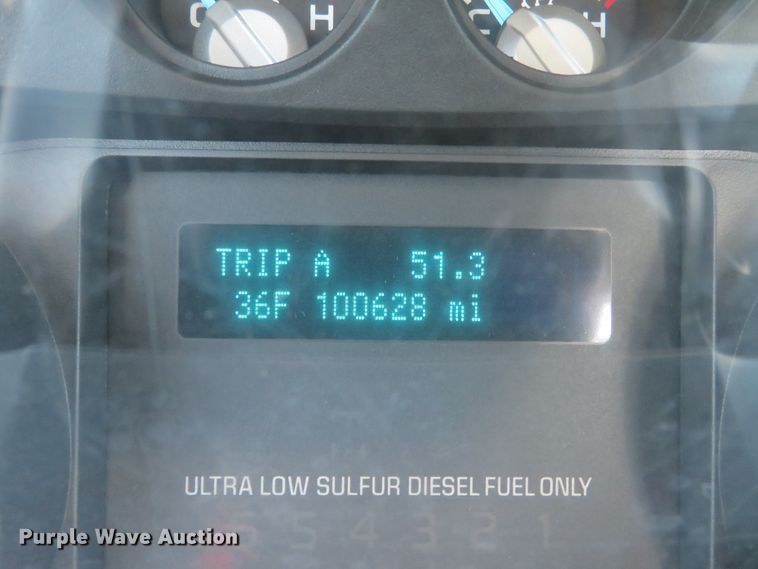 C H H
TRIP A 51.3
36F 100628 mi
ULTRA LOW SULFUR DIESEL FUEL ONLY
5 4 3 2 1
Purple Wave Auction